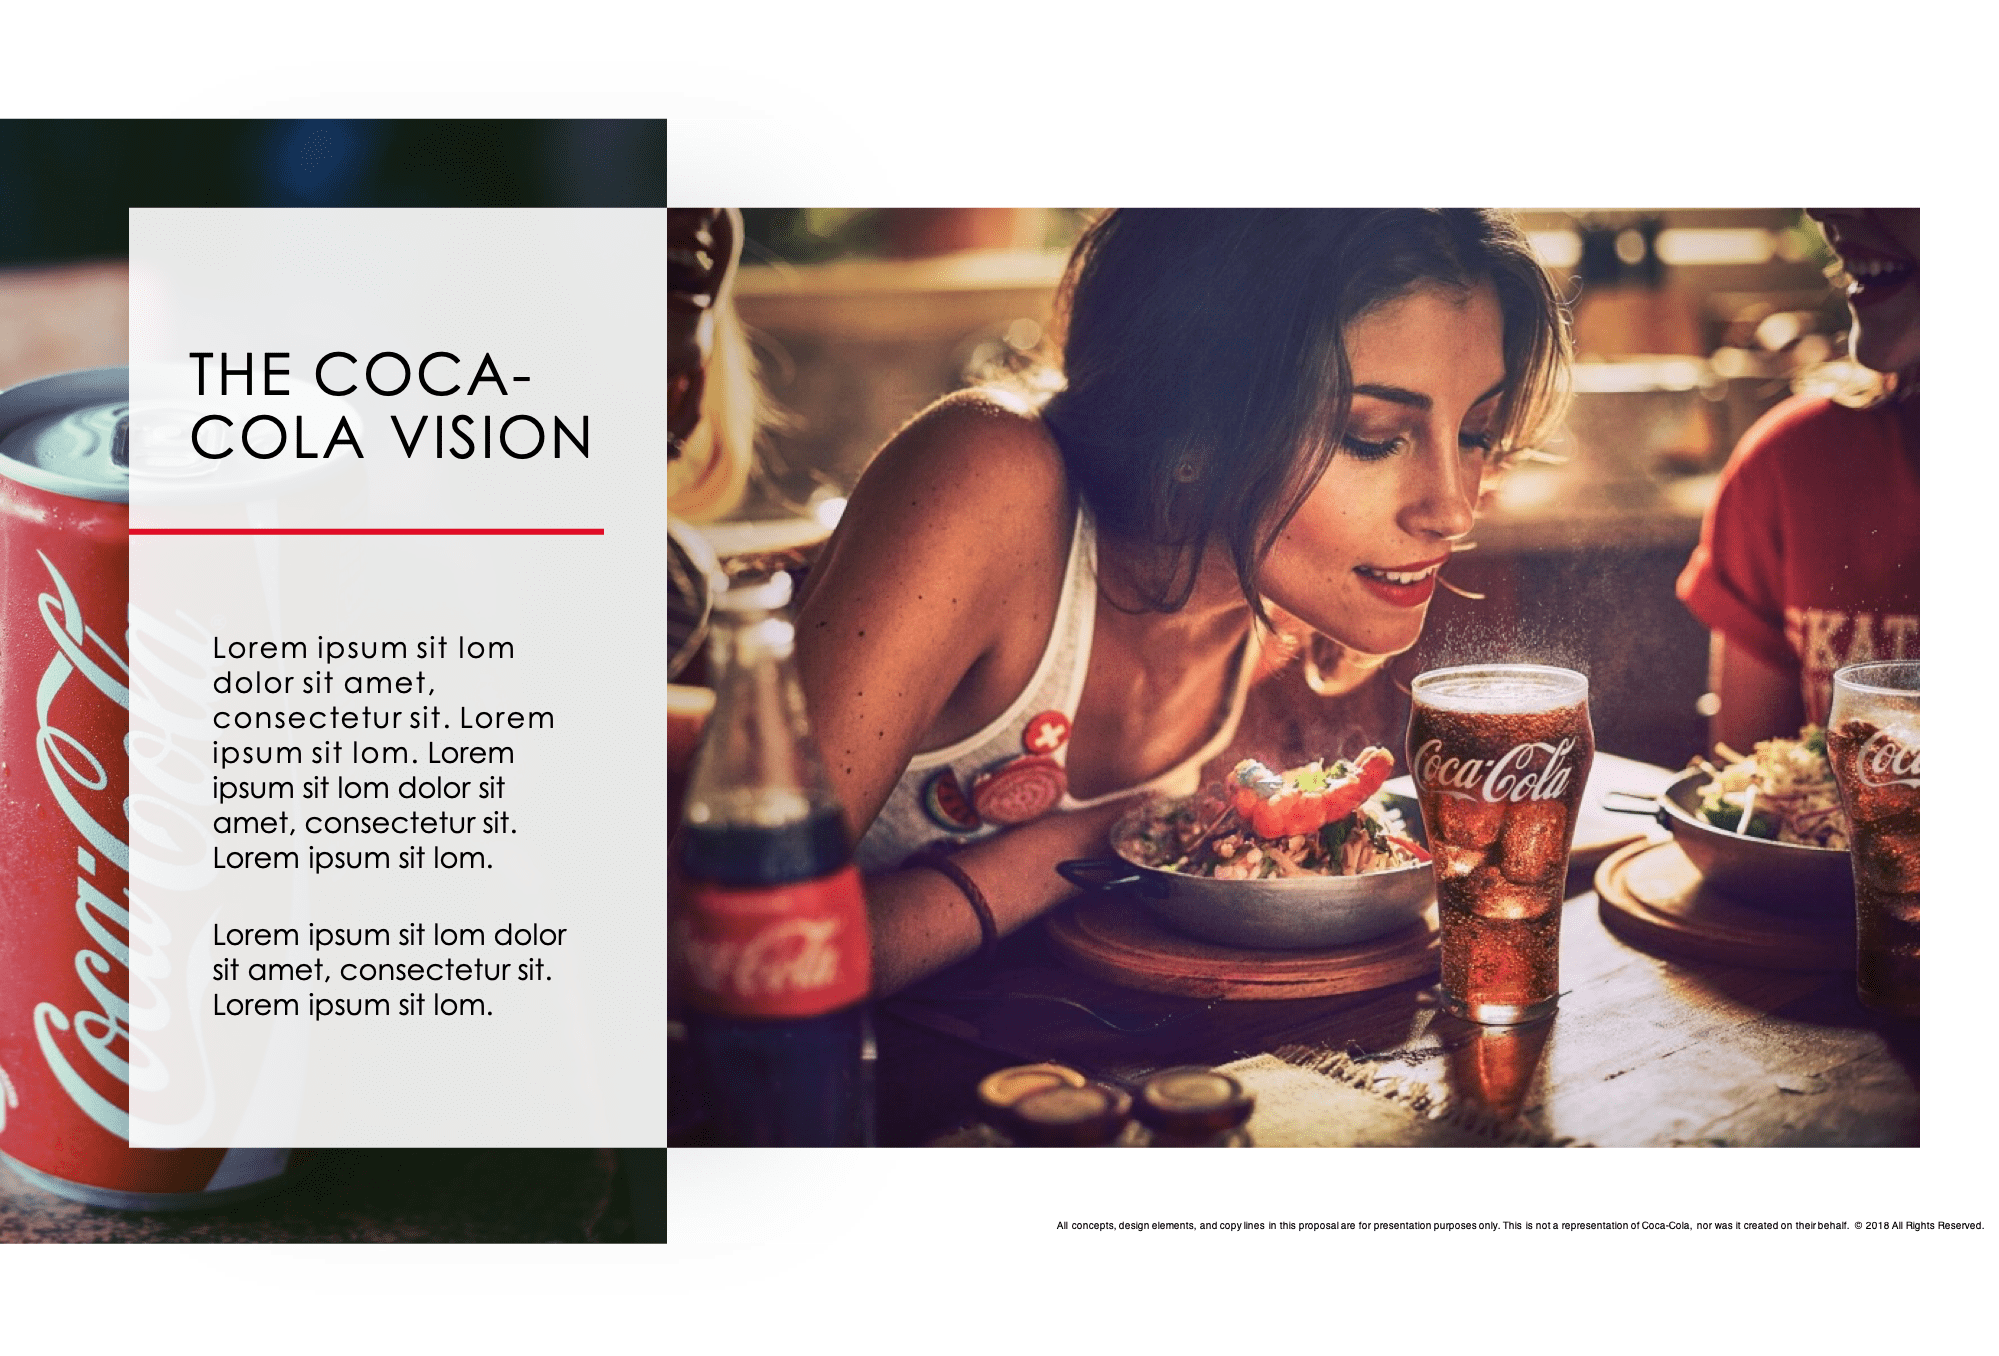 THE COCA-
COLA VISION
Lorem ipsum sit lom
dolor sit amet,
consectetur sit. Lorem
ipsum sit lom. Lorem
ipsum sit lom dolor sit
amet, consectetur sit.
Lorem ipsum sit lom.
Lorem ipsum sit lom dolor
sit amet, consectetur sit.
Lorem ipsum sit lom.
Coca-Cola
Coca-Cola
Coca-Cola
SKAT
Coca
All concepts, design elements, and copy lines in this proposal are for presentation purposes only. This is not a representation of Coca-Cola, nor was it created on their behalf. © 2018 All Rights Reserved.